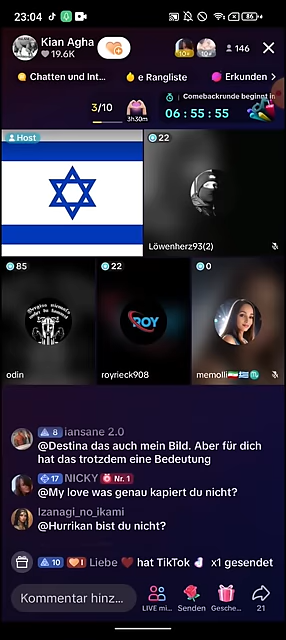 23:04
86
Kian Agha
19.6K
10+
10+
146
Chatten und Int...
e Rangliste
Erkunden
3/10
3h30m
Comebackrunde beginnt in
06 : 55 : 55
Host
22
Löwenherz93(2)
85
22
0
ROY
odin
royrieck908
memolli
8 iansane 2.0
@Destina das auch mein Bild. Aber für dich
hat das trotzdem eine Bedeutung
17 NICKY Nr. 1
@My love was genau kapiert du nicht?
Izanagi_no_ikami
@Hurrikan bist du nicht?
10 I Liebe hat TikTok x1 gesendet
Kommentar hinz...
LIVE mi...
Senden
Gesche...
21